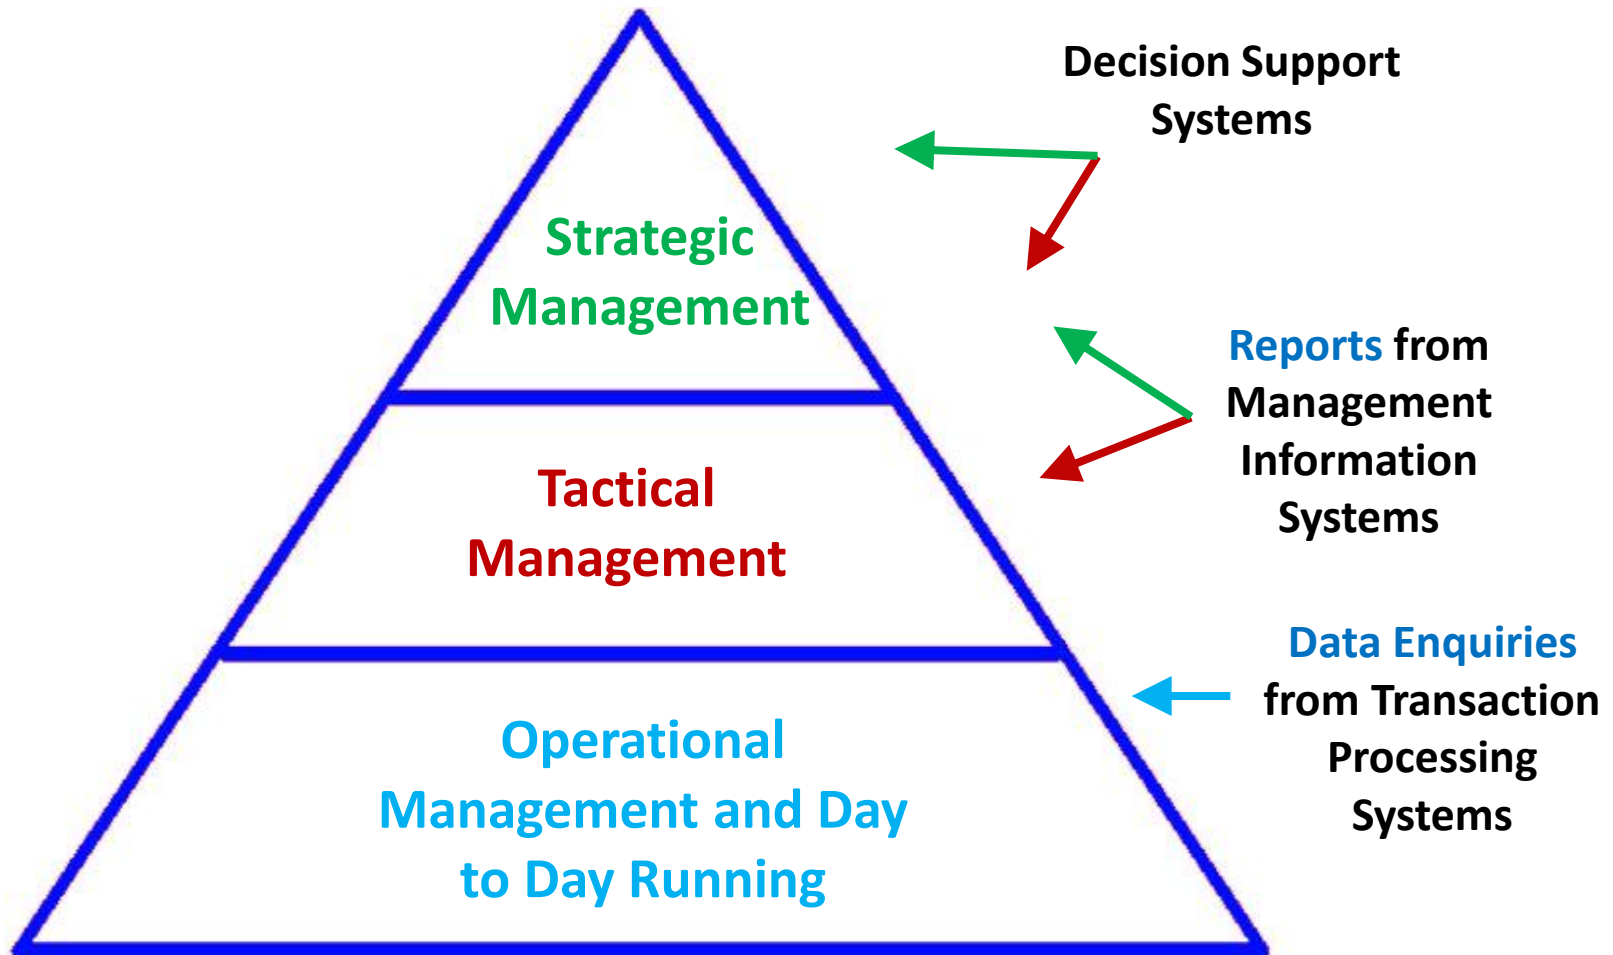 Decision Support
Systems
Strategic
Management
Reports from
Management
Information
Systems
Tactical
Management
Data Enquiries
from Transaction
Processing
Systems
Operational
Management and Day
to Day Running